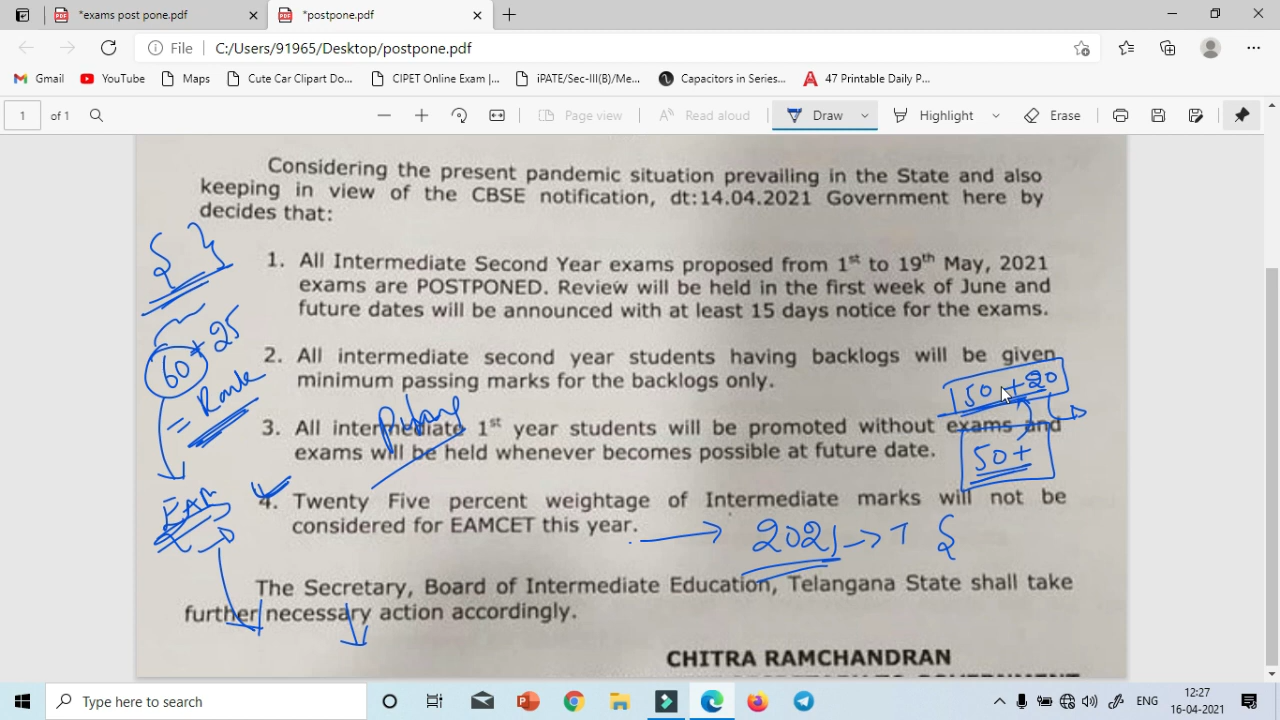 *exams post pone.pdf
*postpone.pdf
File C:/Users/91965/Desktop/postpone.pdf
Gmail YouTube Maps Cute Car Clipart Do... CIPET Online Exam |... iPATE/Sec-III(B)/Me... Capacitors in Series... 47 Printable Daily P...
1 of 1 Page view Read aloud Draw Highlight Erase
Considering the present pandemic situation prevailing in the State and also
keeping in view of the CBSE notification, dt:14.04.2021 Government here by
decides that:
1. All Intermediate Second Year exams proposed from 1st to 19th May, 2021
exams are POSTPONED. Review will be held in the first week of June and
future dates will be announced with at least 15 days notice for the exams.
60 + 25
= Rank
2. All intermediate second year students having backlogs will be given
minimum passing marks for the backlogs only.
50 + 20
3. All intermediate 1st year students will be promoted without exams and
exams will be held whenever becomes possible at future date.
50+
EAM
4. Twenty Five percent weightage of Intermediate marks will not be
considered for EAMCET this year.
2021
The Secretary, Board of Intermediate Education, Telangana State shall take
further necessary action accordingly.
CHITRA RAMCHANDRAN
Type here to search
ENG
12:27
16-04-2021